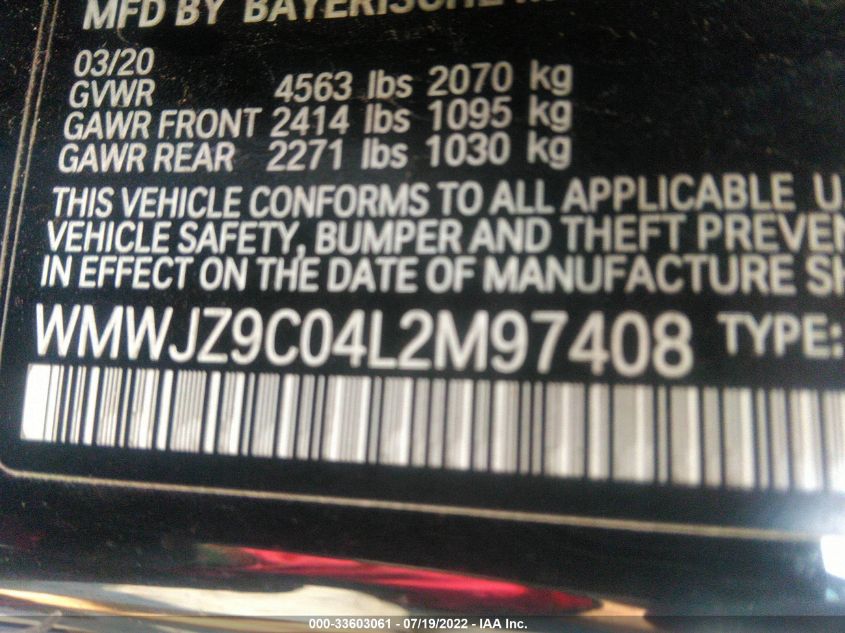 MFD BY BAYERISCHE
03/20
GVWR 4563 lbs 2070 kg
GAWR FRONT 2414 lbs 1095 kg
GAWR REAR 2271 lbs 1030 kg
THIS VEHICLE CONFORMS TO ALL APPLICABLE U.
VEHICLE SAFETY, BUMPER AND THEFT PREVEN
IN EFFECT ON THE DATE OF MANUFACTURE SH
WMWJZ9C04L2M97408 TYPE:
000-33603061 - 07/19/2022 - IAA Inc.